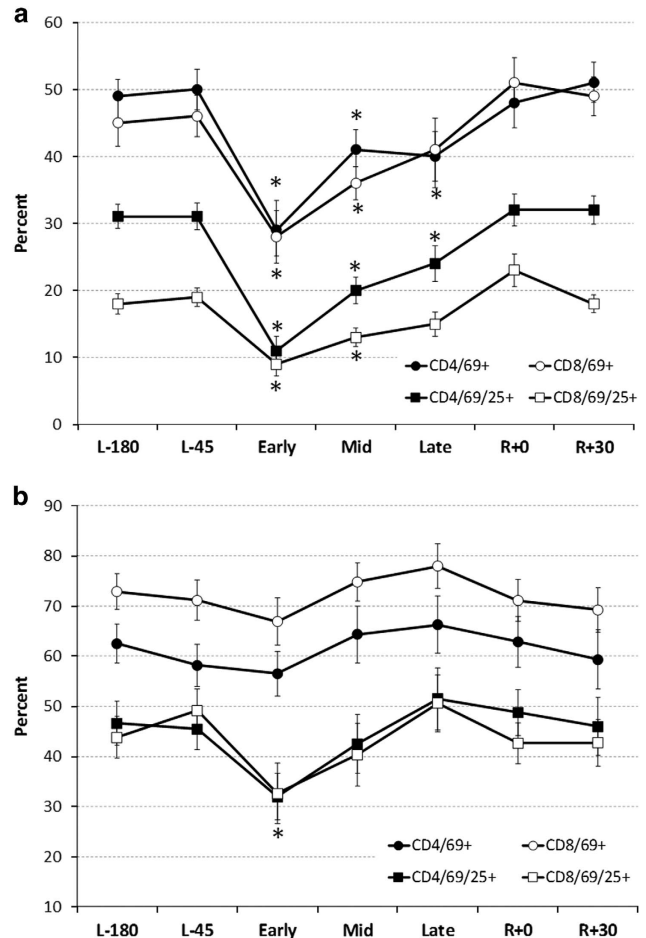 a
60
50
40
30
20
10
0
Percent
* * * * * * * * * *
CD4/69+ CD8/69+
CD4/69/25+ CD8/69/25+
L-180 L-45 Early Mid Late R+0 R+30
b
90
80
70
60
50
40
30
20
10
Percent
*
CD4/69+ CD8/69+
CD4/69/25+ CD8/69/25+
L-180 L-45 Early Mid Late R+0 R+30